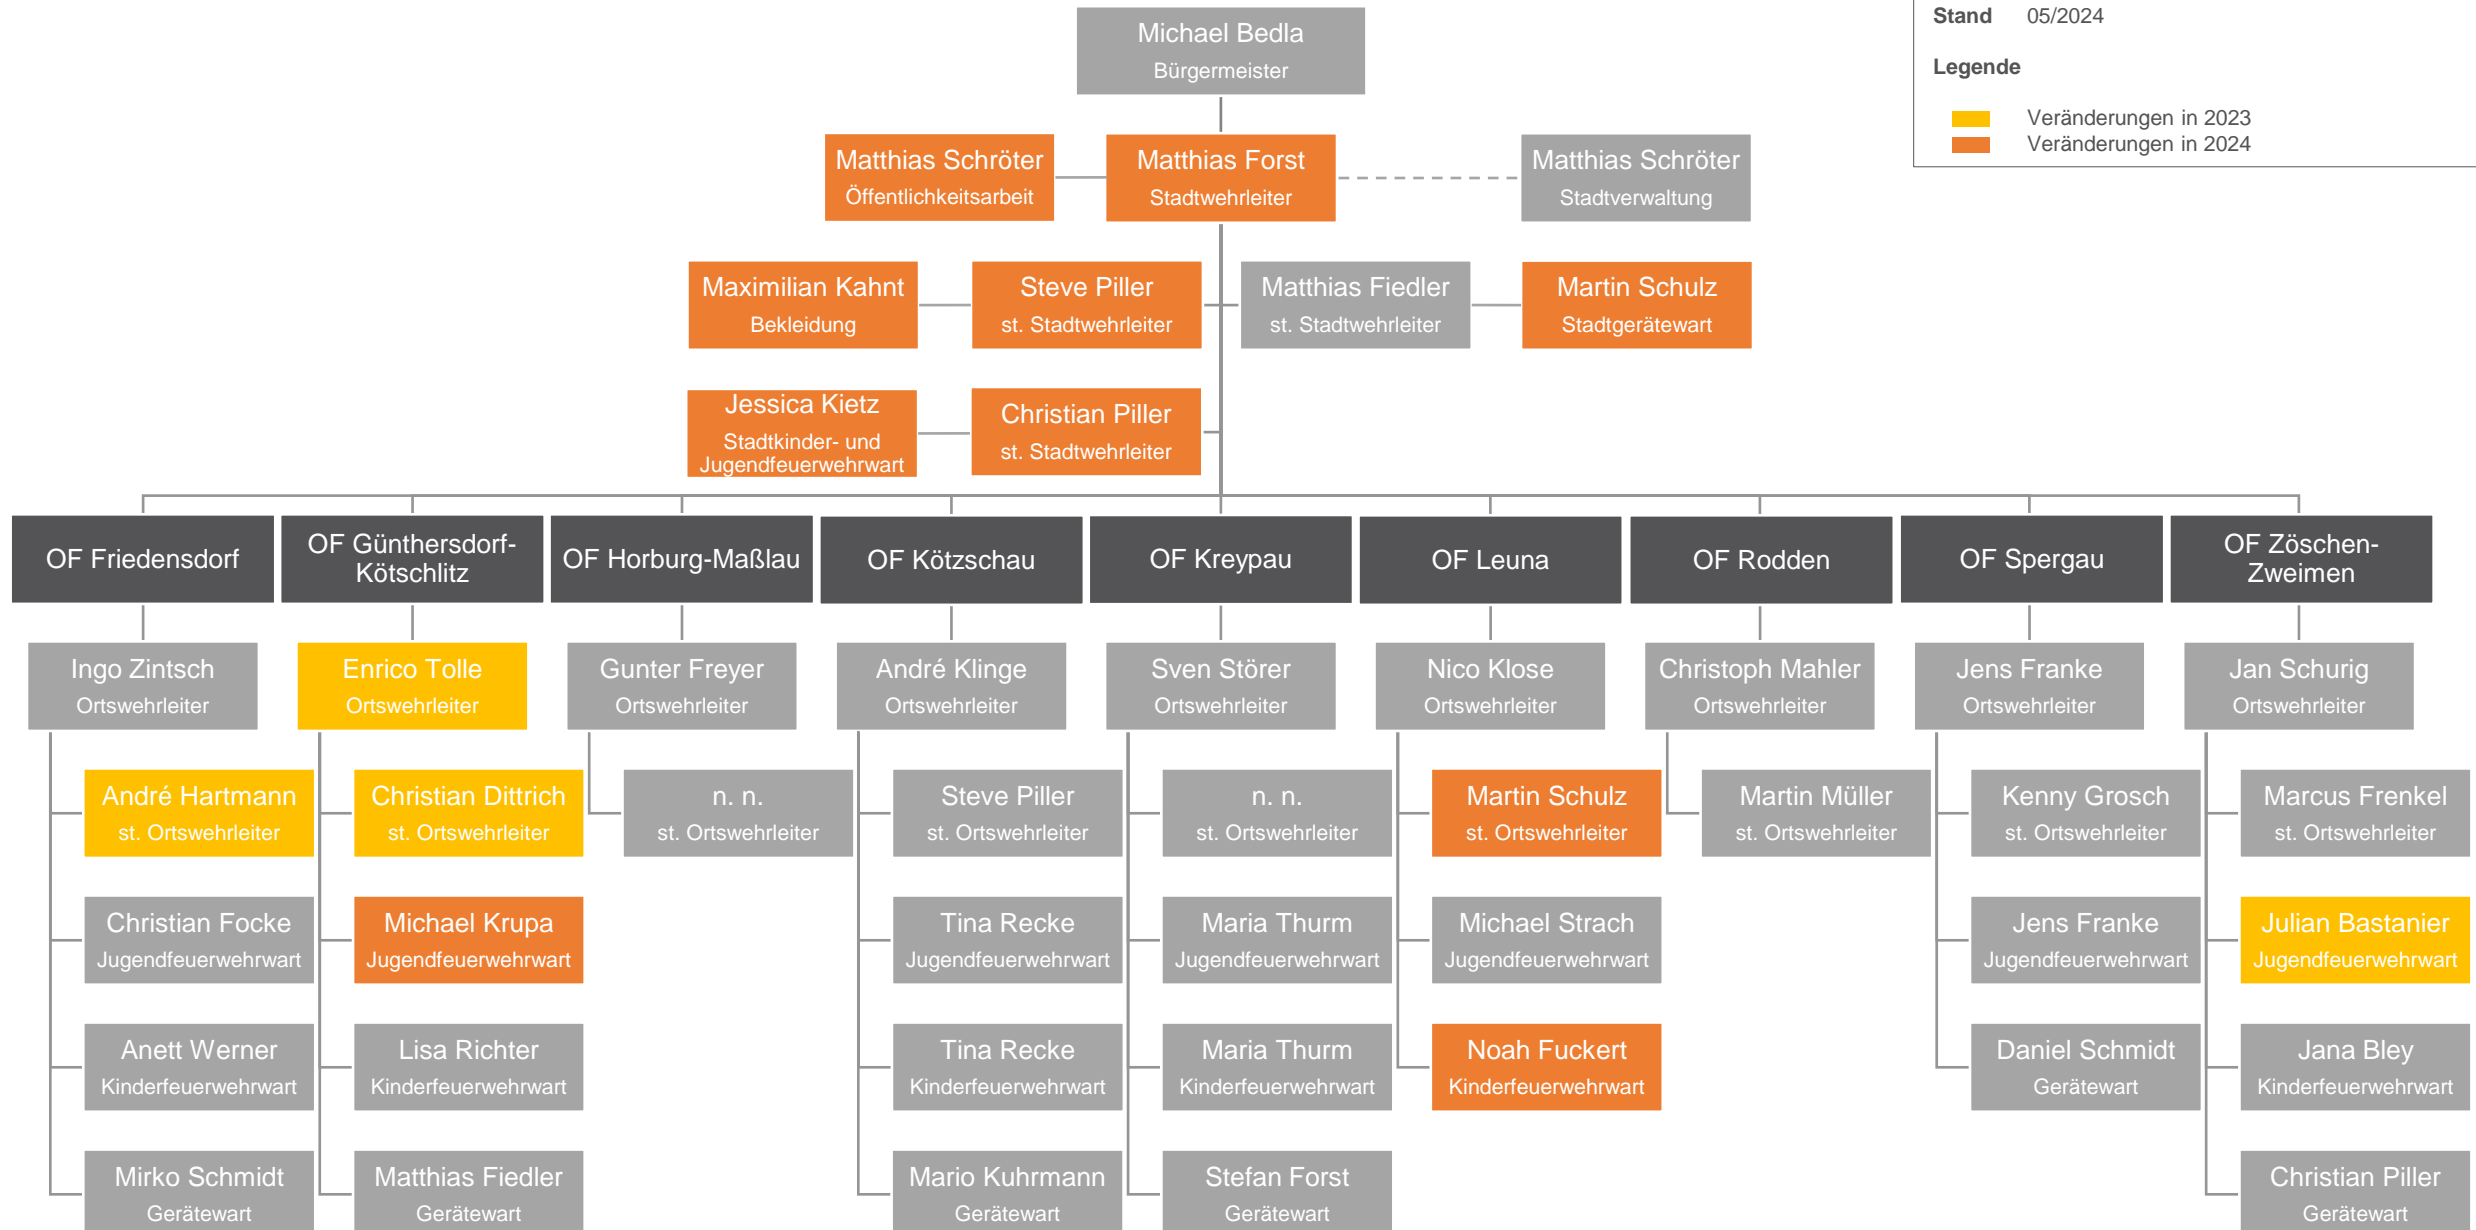 Stand 05/2024
Legende
Veränderungen in 2023
Veränderungen in 2024
Michael Bedla
Bürgermeister
Matthias Schröter
Öffentlichkeitsarbeit
Matthias Forst
Stadtwehrleiter
Matthias Schröter
Stadtverwaltung
Maximilian Kahnt
Bekleidung
Steve Piller
st. Stadtwehrleiter
Matthias Fiedler
st. Stadtwehrleiter
Martin Schulz
Stadtgerätewart
Jessica Kietz
Stadtkinder- und
Jugendfeuerwehrwart
Christian Piller
st. Stadtwehrleiter
OF Friedensdorf
Ingo Zintsch
Ortswehrleiter
André Hartmann
st. Ortswehrleiter
Christian Focke
Jugendfeuerwehrwart
Anett Werner
Kinderfeuerwehrwart
Mirko Schmidt
Gerätewart
OF Günthersdorf-
Kötschlitz
Enrico Tolle
Ortswehrleiter
Christian Dittrich
st. Ortswehrleiter
Michael Krupa
Jugendfeuerwehrwart
Lisa Richter
Kinderfeuerwehrwart
Matthias Fiedler
Gerätewart
OF Horburg-Maßlau
Gunter Freyer
Ortswehrleiter
n. n.
st. Ortswehrleiter
OF Kötzschau
André Klinge
Ortswehrleiter
Steve Piller
st. Ortswehrleiter
Tina Recke
Jugendfeuerwehrwart
Tina Recke
Kinderfeuerwehrwart
Mario Kuhrmann
Gerätewart
OF Kreypau
Sven Störer
Ortswehrleiter
n. n.
st. Ortswehrleiter
Maria Thurm
Jugendfeuerwehrwart
Maria Thurm
Kinderfeuerwehrwart
Stefan Forst
Gerätewart
OF Leuna
Nico Klose
Ortswehrleiter
Martin Schulz
st. Ortswehrleiter
Michael Strach
Jugendfeuerwehrwart
Noah Fuckert
Kinderfeuerwehrwart
OF Rodden
Christoph Mahler
Ortswehrleiter
Martin Müller
st. Ortswehrleiter
OF Spergau
Jens Franke
Ortswehrleiter
Kenny Grosch
st. Ortswehrleiter
Jens Franke
Jugendfeuerwehrwart
Daniel Schmidt
Gerätewart
OF Zöschen-
Zweimen
Jan Schurig
Ortswehrleiter
Marcus Frenkel
st. Ortswehrleiter
Julian Bastanier
Jugendfeuerwehrwart
Jana Bley
Kinderfeuerwehrwart
Christian Piller
Gerätewart